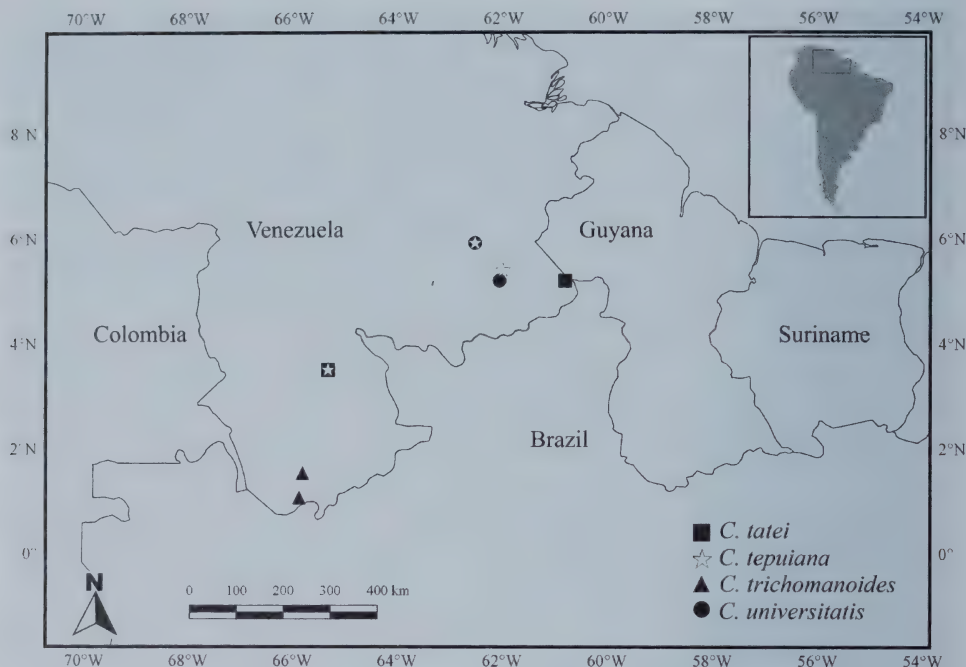 70°W 68°W 66°W 64°W 62°W 60°W 58°W 56°W 54°W
8°N 8°N
Venezuela Guyana
6°N 6°N
Colombia Suriname
4°N 4°N
Brazil
2°N 2°N
C. tatei
0° 0°
C. tepuiana
N
0 100 200 300 400 km
C. trichomanoides
C. universitatis
70°W 68°W 66°W 64°W 62°W 60°W 58°W 56°W 54°W